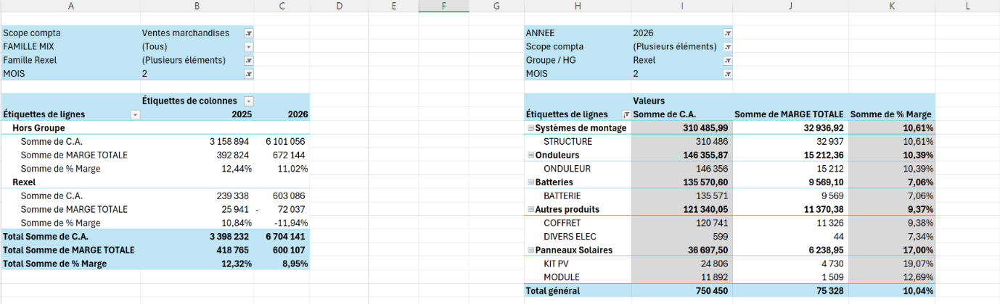 A B C D E F G H I J K L
Scope compta Ventes marchandises ANNEE 2026
FAMILLE MIX (Tous) Scope compta (Plusieurs éléments)
Famille Rexel (Plusieurs éléments) Groupe / HG Rexel
MOIS 2 MOIS 2
Étiquettes de colonnes Valeurs
Étiquettes de lignes 2025 2026 Étiquettes de lignes Somme de C.A. Somme de MARGE TOTALE Somme de % Marge
Hors Groupe Systèmes de montage 310 485,99 32 936,92 10,61%
Somme de C.A. 3 158 894 6 101 056 STRUCTURE 310 486 32 937 10,61%
Somme de MARGE TOTALE 392 824 672 144 Onduleurs 146 355,87 15 212,36 10,39%
Somme de % Marge 12,44% 11,02% ONDULEUR 146 356 15 212 10,39%
Rexel Batteries 135 570,60 9 569,10 7,06%
Somme de C.A. 239 338 603 086 BATTERIE 135 571 9 569 7,06%
Somme de MARGE TOTALE 25 941 - 72 037 Autres produits 121 340,05 11 370,38 9,37%
Somme de % Marge 10,84% -11,94% COFFRET 120 741 11 326 9,38%
Total Somme de C.A. 3 398 232 6 704 141 DIVERS ELEC 599 44 7,34%
Total Somme de MARGE TOTALE 418 765 600 107 Panneaux Solaires 36 697,50 6 238,95 17,00%
Total Somme de % Marge 12,32% 8,95% KIT PV 24 806 4 730 19,07%
MODULE 11 892 1 509 12,69%
Total général 750 450 75 328 10,04%